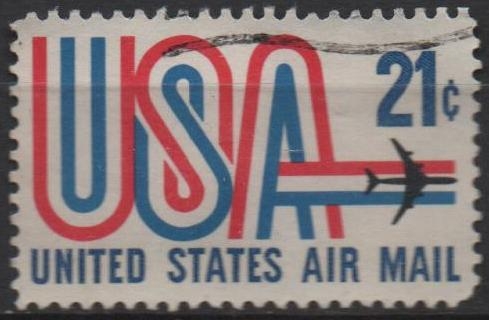 USA
21¢
UNITED STATES AIR MAIL